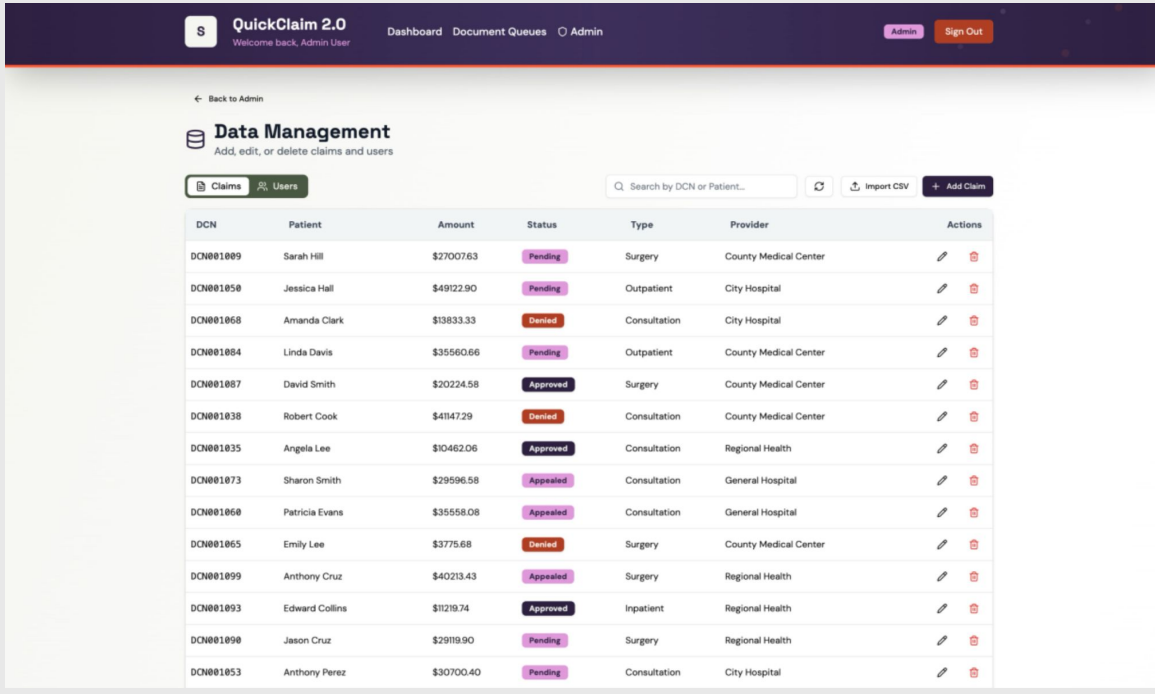 S
QuickClaim 2.0
Welcome back, Admin User
Dashboard Document Queues Admin
Admin
Sign Out
Back to Admin
Data Management
Add, edit, or delete claims and users
Claims Users
Search by DCN or Patient...
Import CSV
Add Claim
DCN Patient Amount Status Type Provider Actions
DCN001009 Sarah Hill $27007.63 Pending Surgery County Medical Center
DCN001050 Jessica Hall $49122.90 Pending Outpatient City Hospital
DCN001068 Amanda Clark $13833.33 Denied Consultation City Hospital
DCN001084 Linda Davis $35560.66 Pending Outpatient County Medical Center
DCN001087 David Smith $20224.58 Approved Surgery County Medical Center
DCN001038 Robert Cook $41147.29 Denied Consultation County Medical Center
DCN001035 Angela Lee $10462.06 Approved Consultation Regional Health
DCN001073 Sharon Smith $29596.58 Appealed Consultation General Hospital
DCN001060 Patricia Evans $35558.08 Appealed Consultation General Hospital
DCN001065 Emily Lee $3775.68 Denied Surgery County Medical Center
DCN001099 Anthony Cruz $40213.43 Appealed Surgery Regional Health
DCN001093 Edward Collins $11219.74 Approved Inpatient Regional Health
DCN001090 Jason Cruz $29119.90 Pending Surgery Regional Health
DCN001053 Anthony Perez $30700.40 Pending Consultation City Hospital